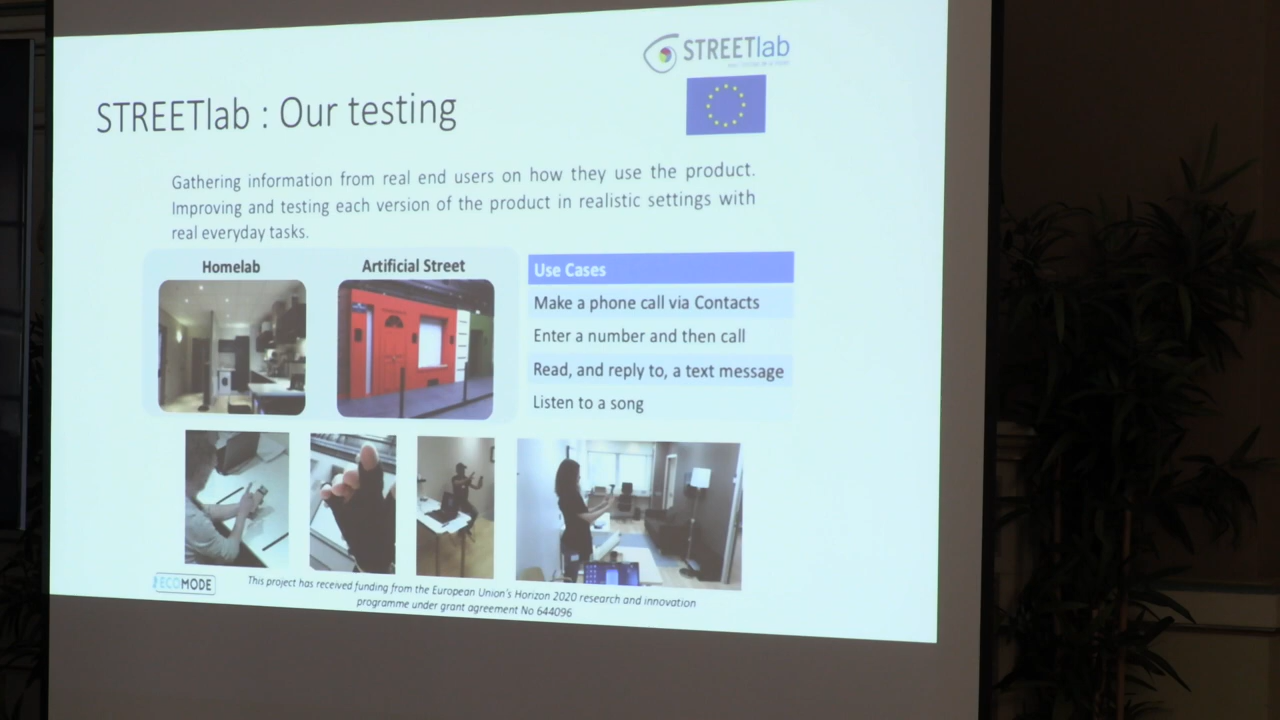 STREETlab
STREETlab : Our testing
Gathering information from real end users on how they use the product.
Improving and testing each version of the product in realistic settings with
real everyday tasks.
Homelab
Artificial Street
Use Cases
Make a phone call via Contacts
Enter a number and then call
Read, and reply to, a text message
Listen to a song
ECOMODE
This project has received funding from the European Union's Horizon 2020 research and innovation
programme under grant agreement No 644096